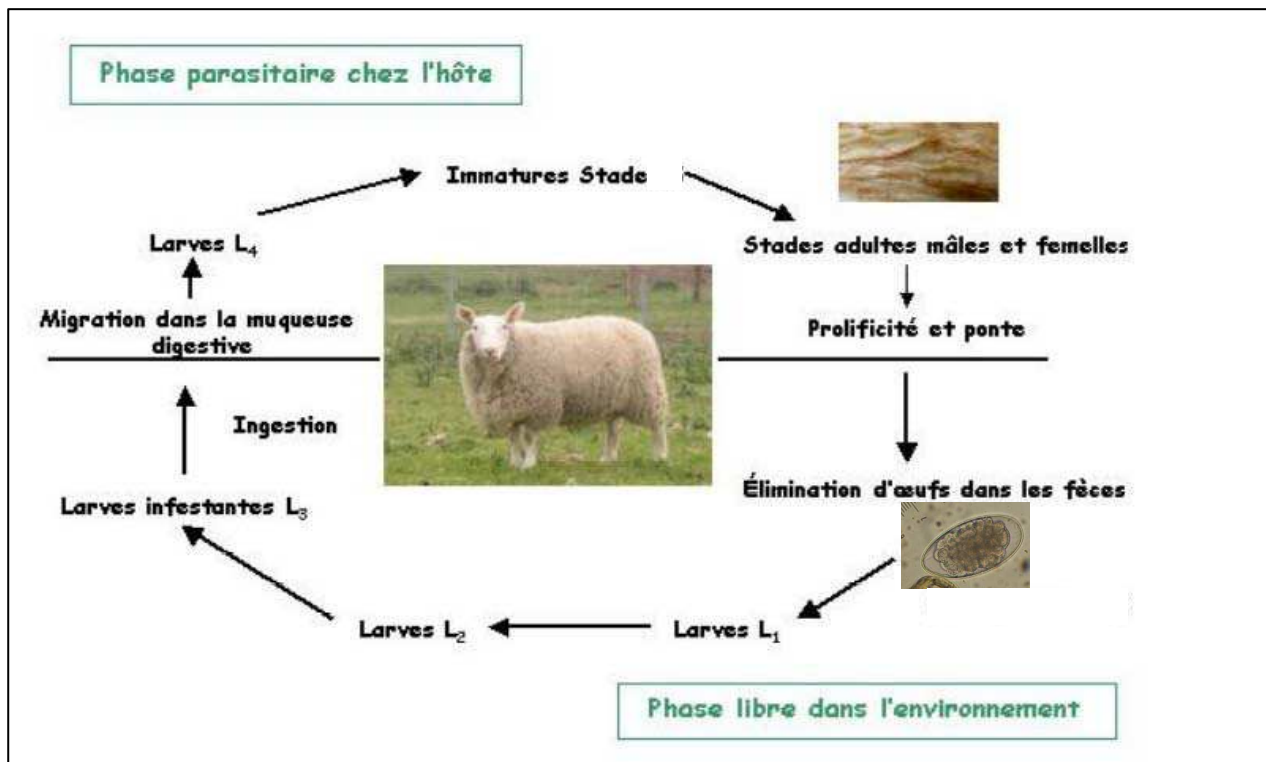 Phase parasitaire chez l'hôte
Immatures Stade
Larves L4
Stades adultes mâles et femelles
Migration dans la muqueuse
digestive
Prolificité et ponte
Ingestion
Élimination d'œufs dans les fèces
Larves infestantes L3
Larves L2
Larves L1
Phase libre dans l'environnement